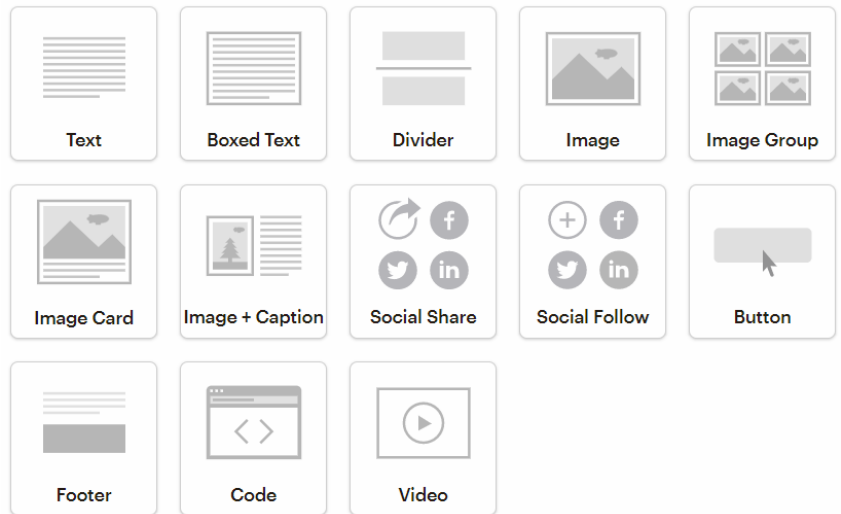 Text
Boxed Text
Divider
Image
Image Group
Image Card
Image + Caption
Social Share
Social Follow
Button
Footer
Code
Video